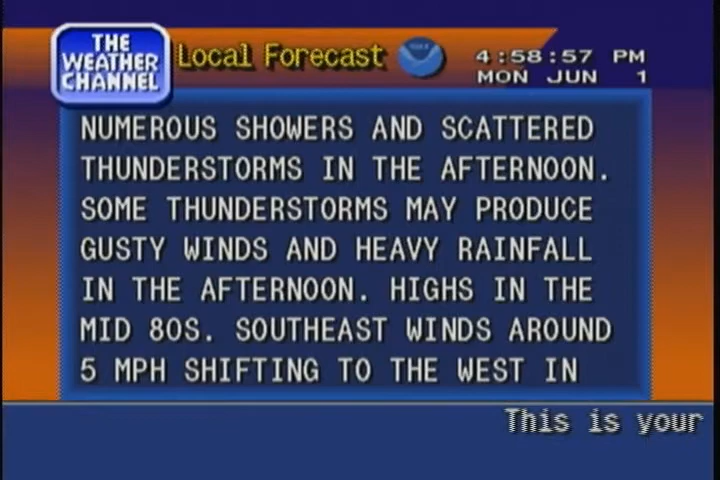 THE
WEATHER
CHANNEL
Local Forecast
4:58:57 PM
MON JUN 1
NUMEROUS SHOWERS AND SCATTERED
THUNDERSTORMS IN THE AFTERNOON.
SOME THUNDERSTORMS MAY PRODUCE
GUSTY WINDS AND HEAVY RAINFALL
IN THE AFTERNOON. HIGHS IN THE
MID 80S. SOUTHEAST WINDS AROUND
5 MPH SHIFTING TO THE WEST IN
This is your